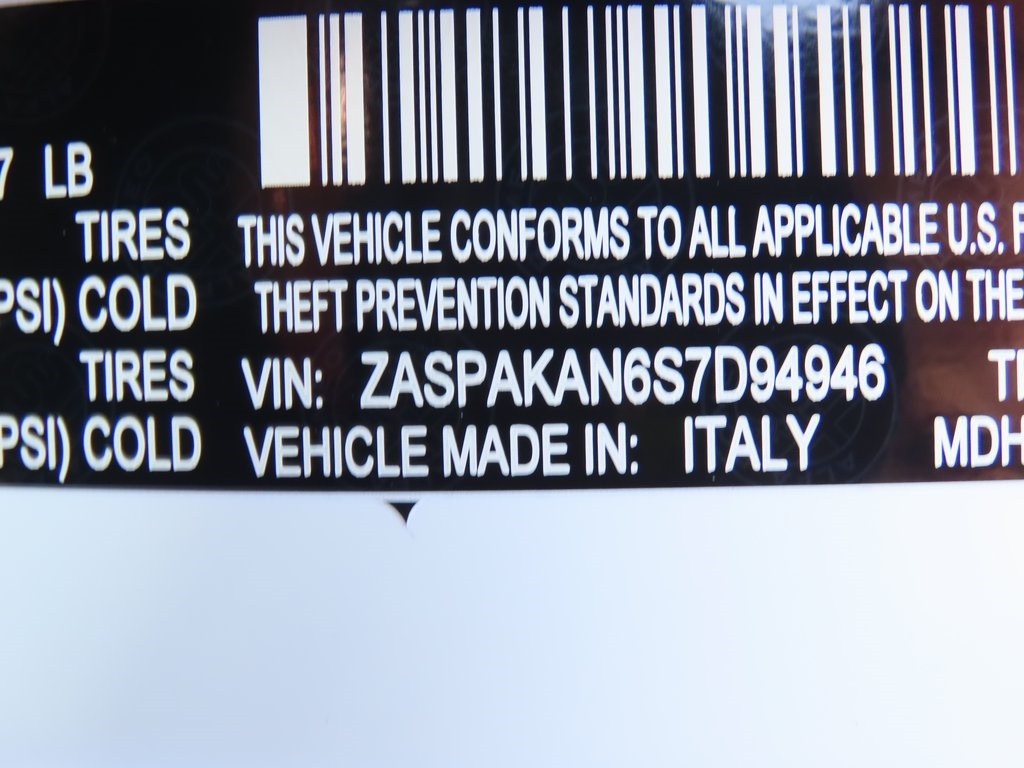 7 LB
TIRES
PSI) COLD
TIRES
PSI) COLD
THIS VEHICLE CONFORMS TO ALL APPLICABLE U.S.
THEFT PREVENTION STANDARDS IN EFFECT ON THE
VIN: ZASPAKAN6S7D94946
VEHICLE MADE IN: ITALY MDH